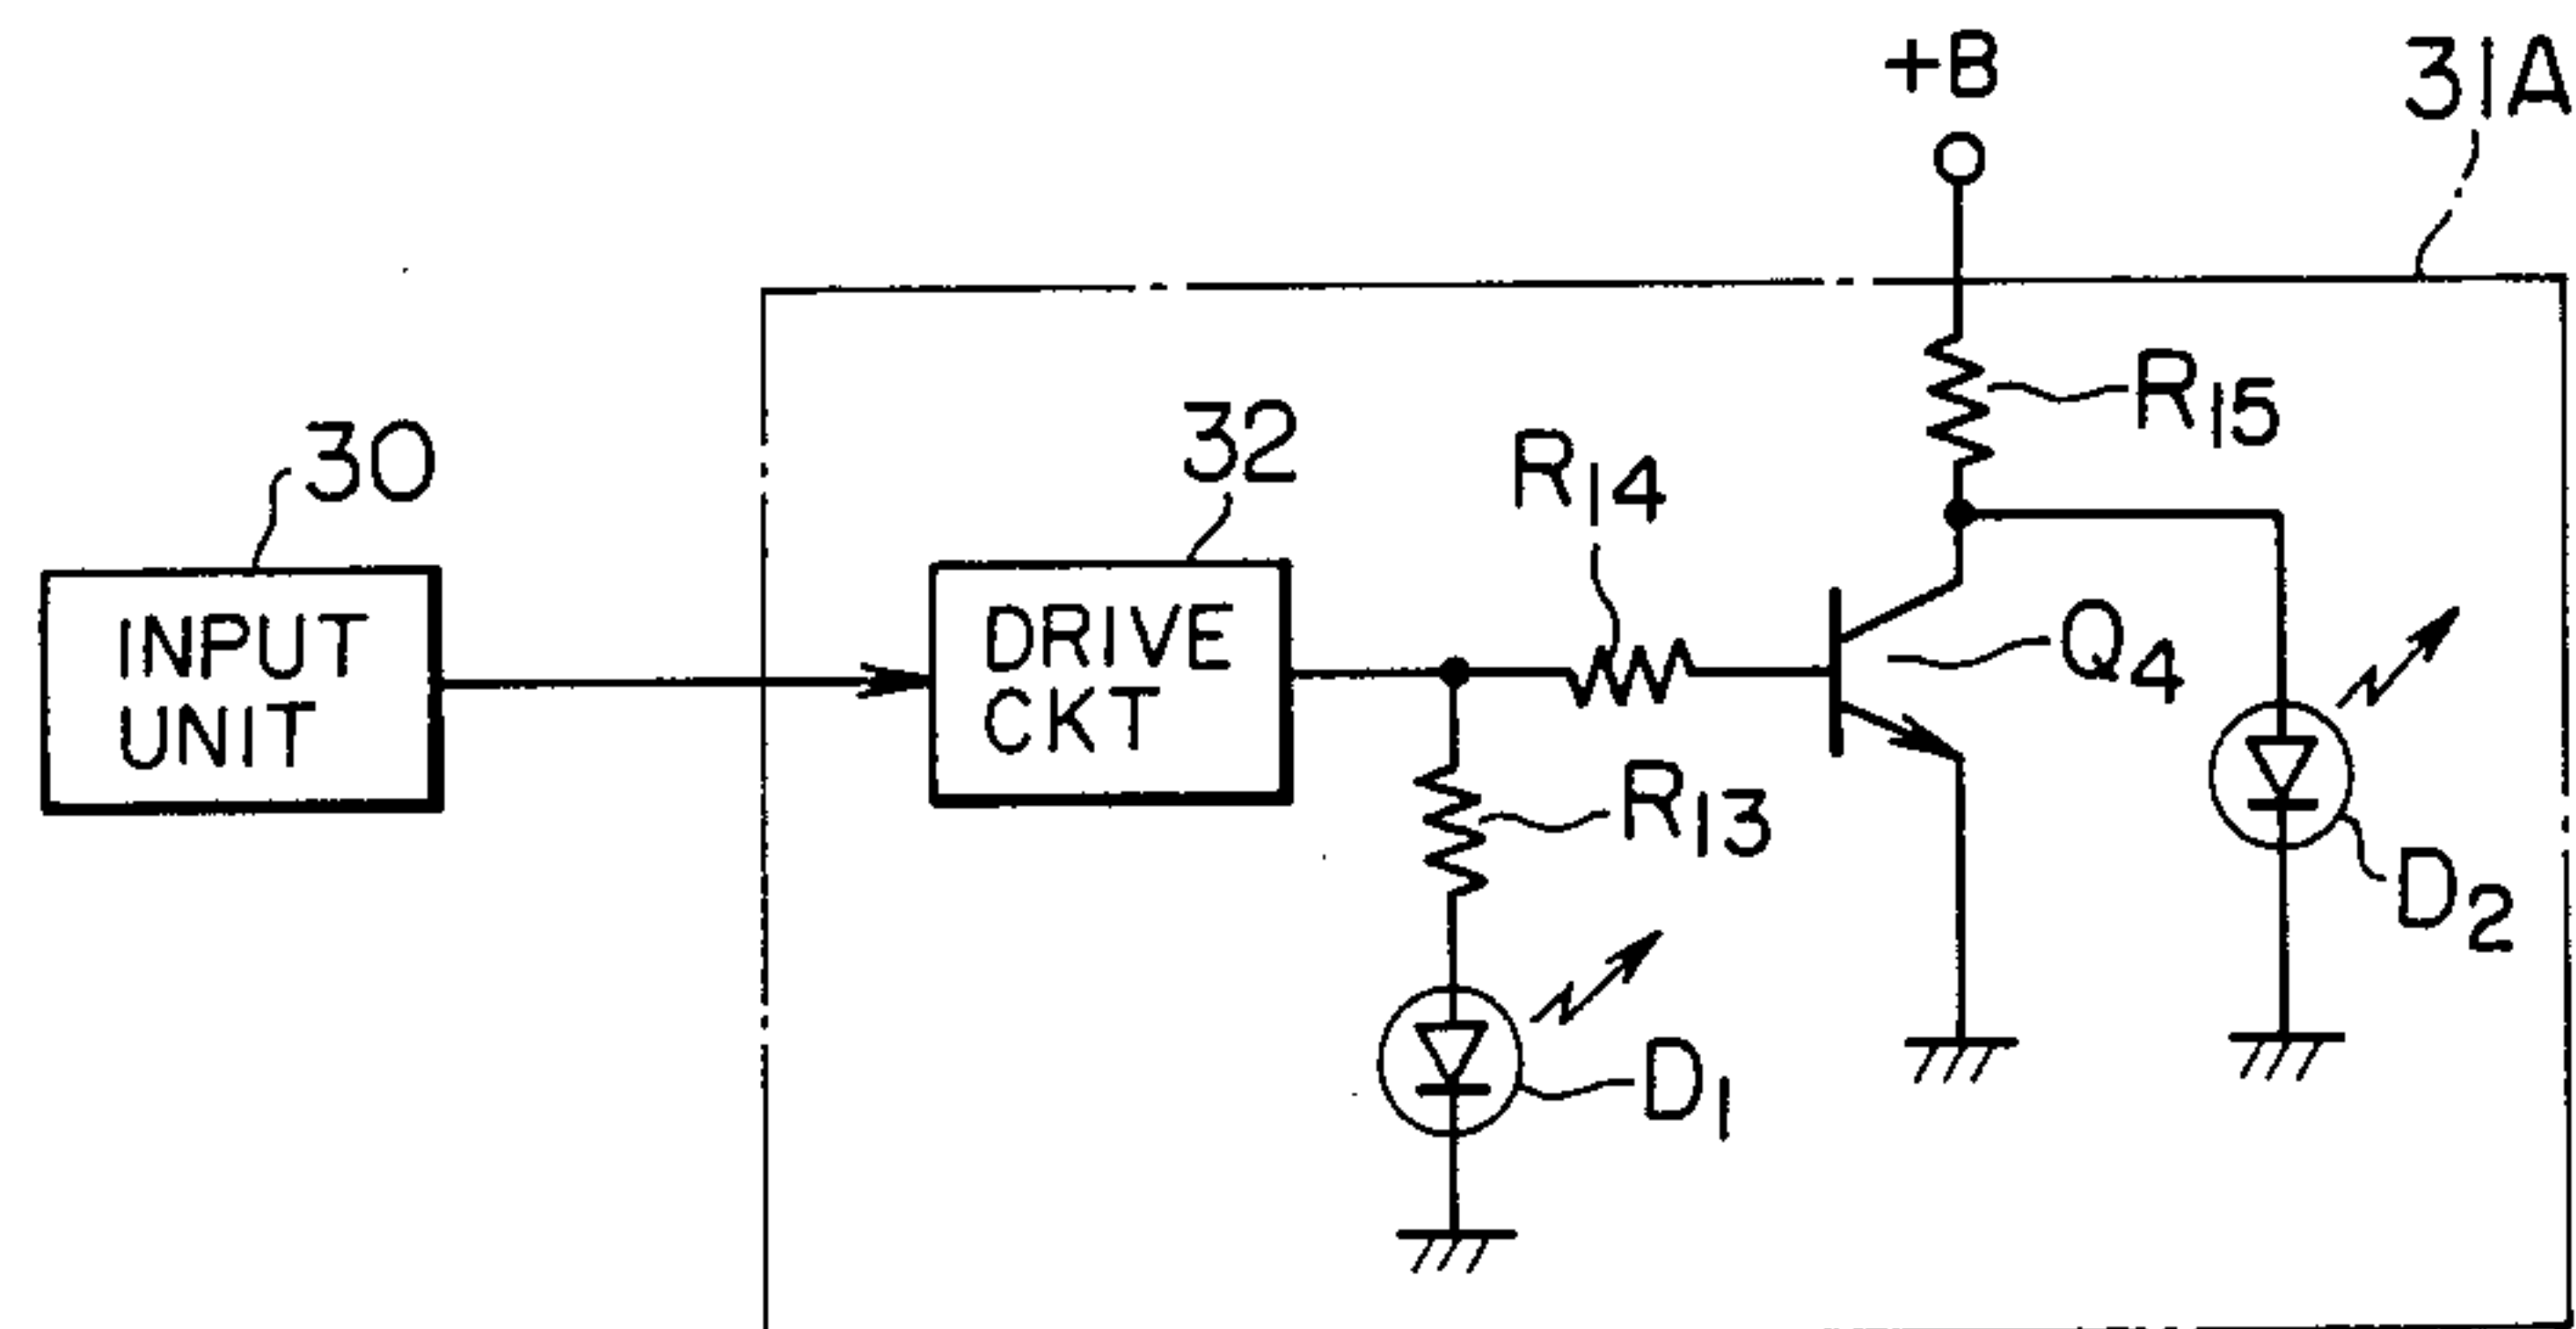 +B
31A
R15
30
32
R14
INPUT
UNIT
DRIVE
CKT
Q4
R13
D2
D1